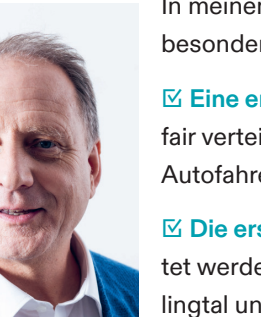 In meiner
besonder
☑ Eine er
fair vertei
Autofahre
☑ Die ers
tet werde
lingtal un